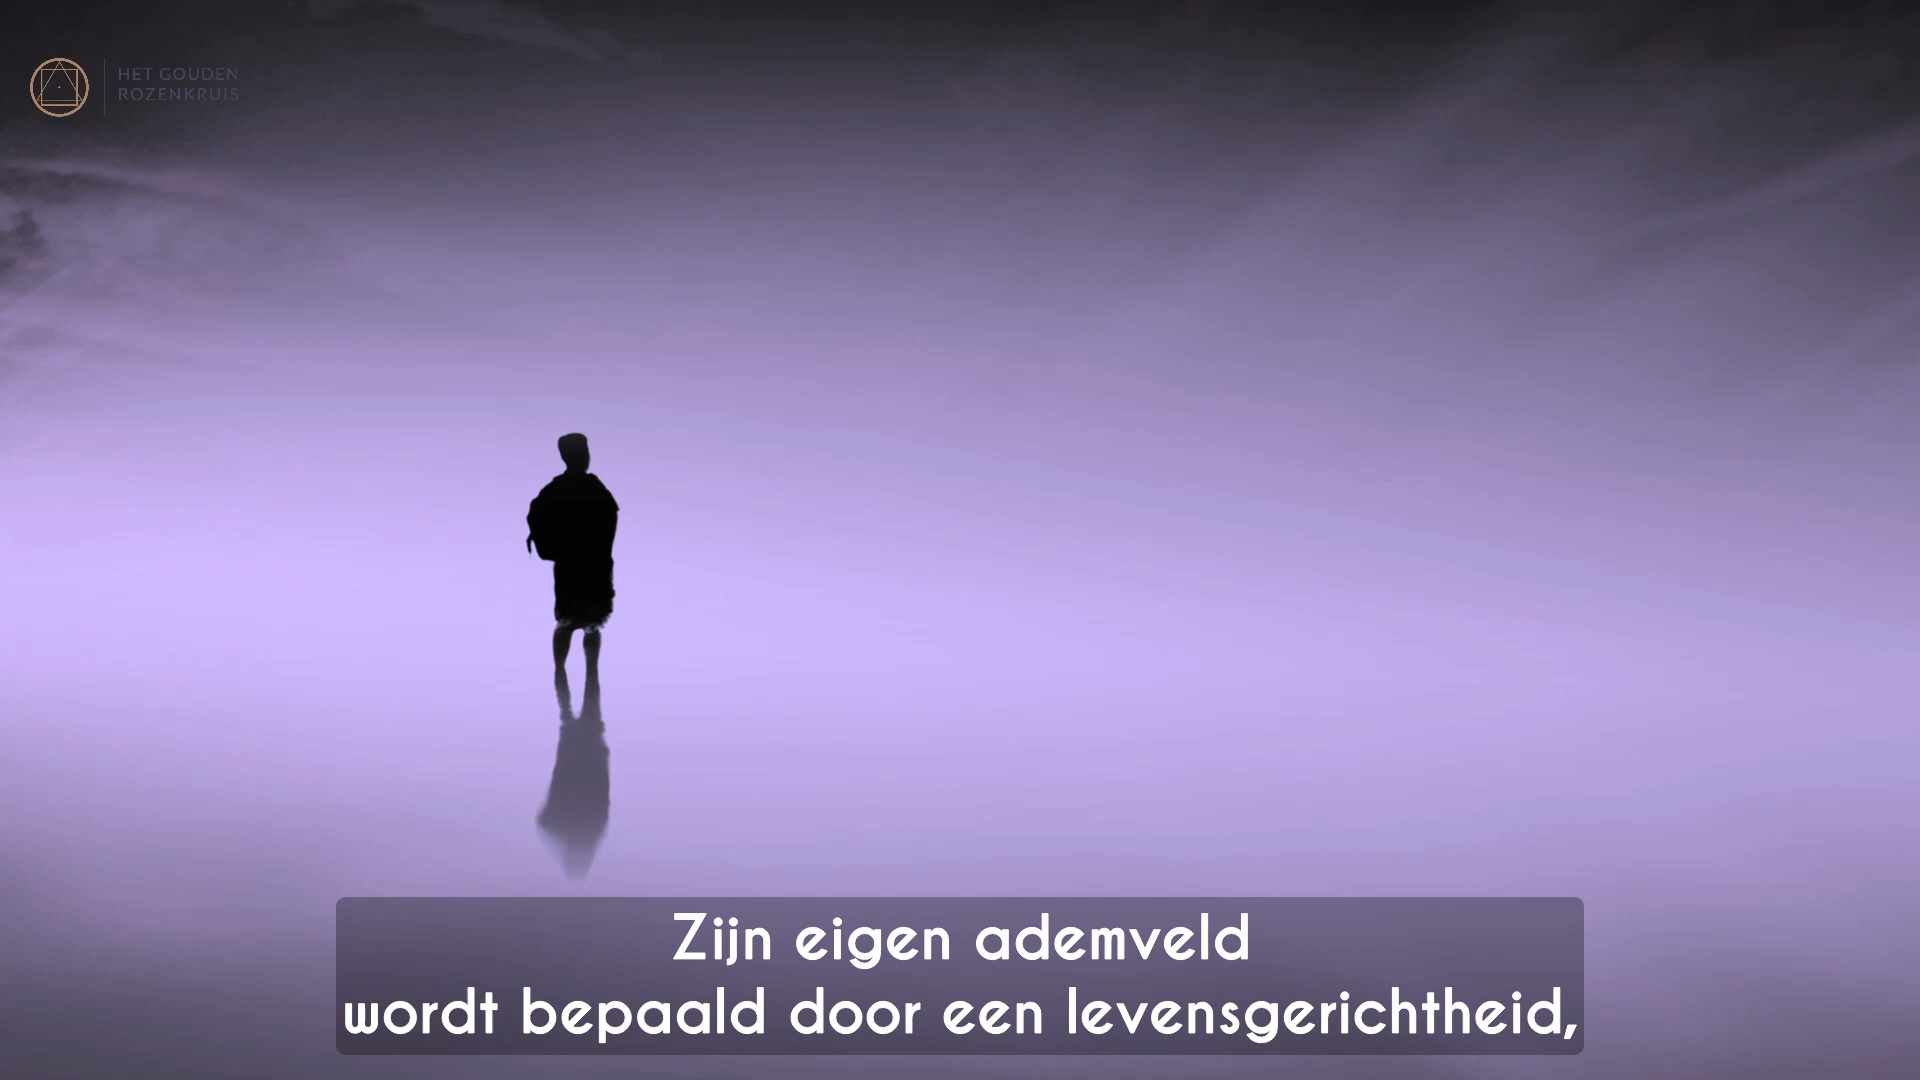 HET GOUDEN
ROZENKRUIS
Zijn eigen ademveld
wordt bepaald door een levensgerichtheid,